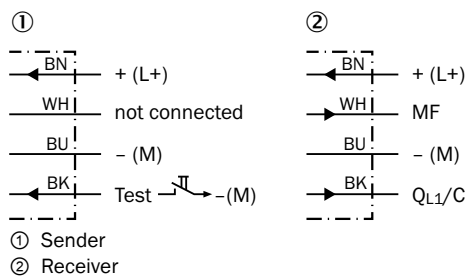 ① ②
BN + (L+) BN + (L+)
WH not connected WH MF
BU – (M) BU – (M)
BK Test –(M) BK QL1/C
① Sender
② Receiver